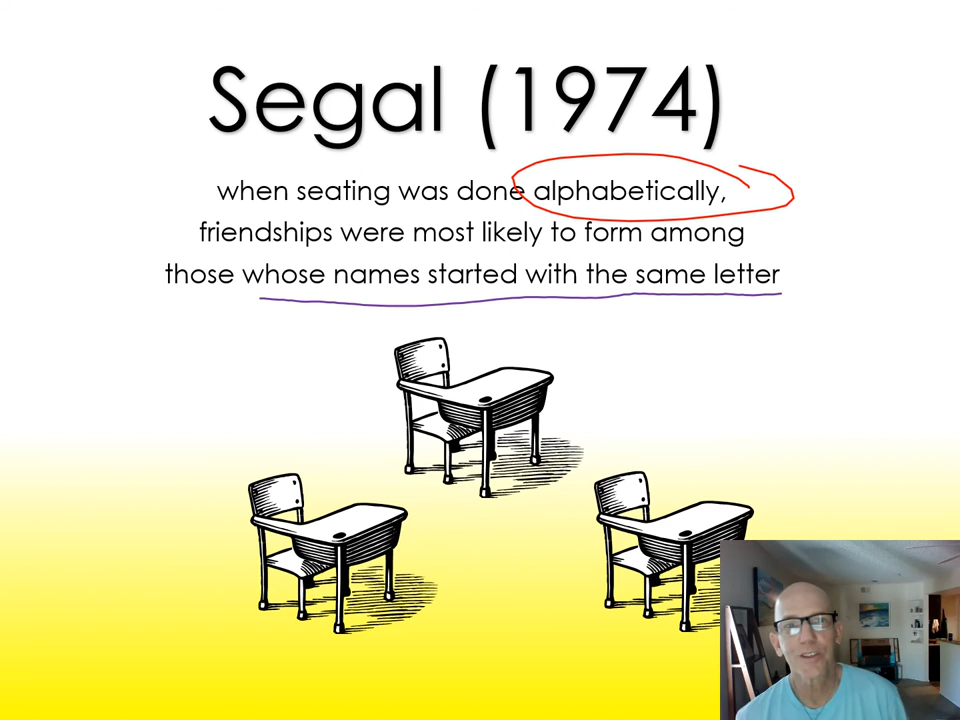 Segal (1974)
when seating was done alphabetically,
friendships were most likely to form among
those whose names started with the same letter